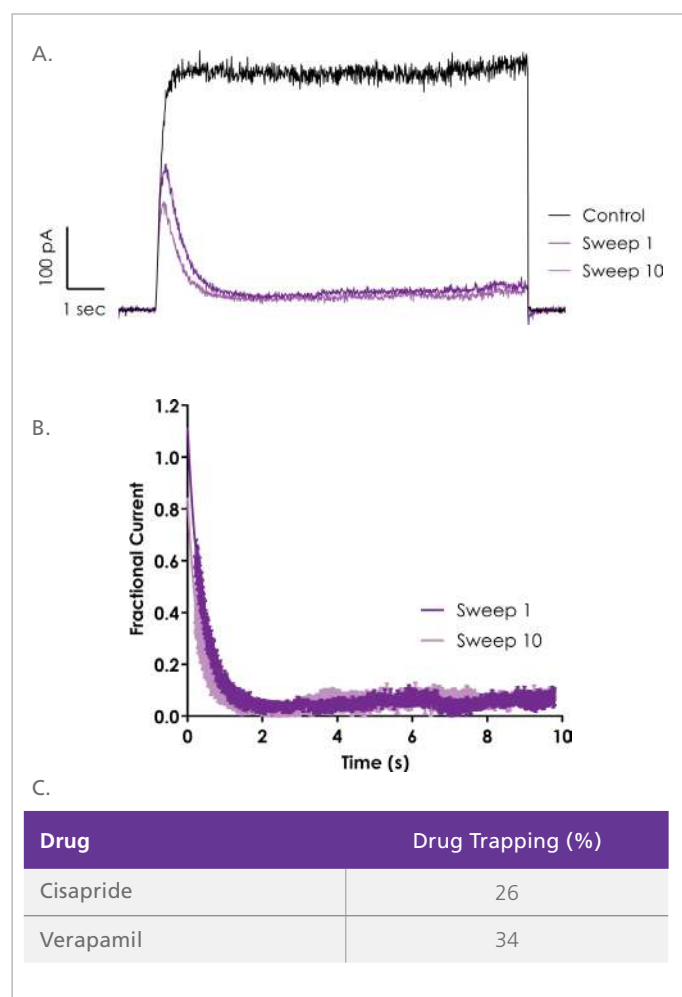 A.
100 pA
1 sec
Control
Sweep 1
Sweep 10
B.
Fractional Current
1.2
1.0
0.8
0.6
0.4
0.2
0.0
Sweep 1
Sweep 10
0 2 4 6 8 10
Time (s)
C.
Drug Drug Trapping (%)
Cisapride 26
Verapamil 34